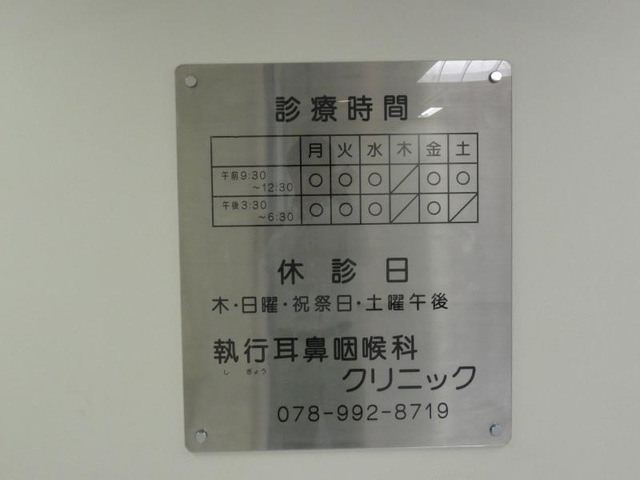 診療時間
月 火 水 木 金 土
午前9:30
～12:30 ○ ○ ○ ／ ○ ○
午後3:30
～6:30 ○ ○ ○ ／ ○ ／
休診日
木・日曜・祝祭日・土曜午後
執行耳鼻咽喉科
しぎょう
クリニック
078-992-8719